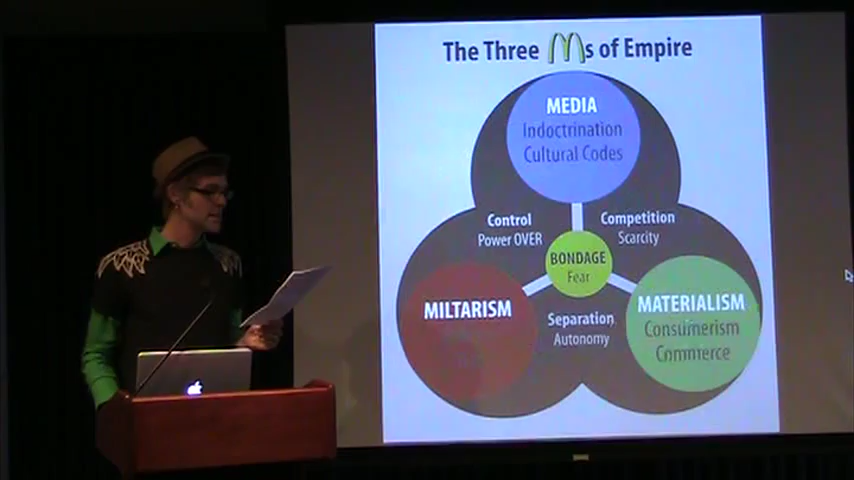 The Three Ms of Empire
MEDIA
Indoctrination
Cultural Codes
Control
Power OVER
Competition
Scarcity
BONDAGE
Fear
MILTARISM
MATERIALISM
Consumerism
Commerce
Separation
Autonomy